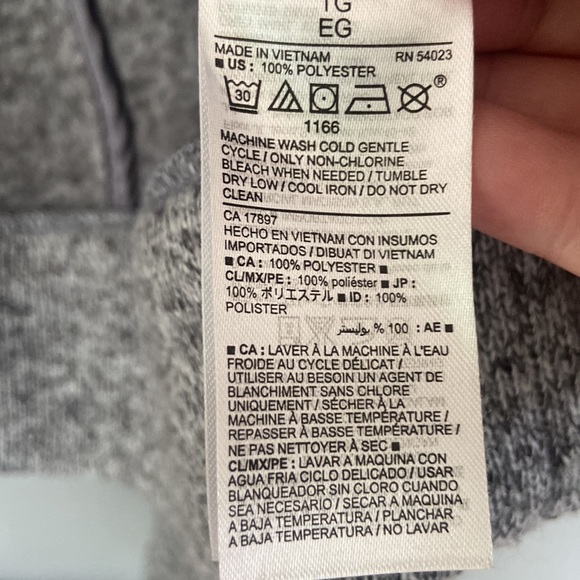 TG
EG
MADE IN VIETNAM RN 54023
■ US : 100% POLYESTER
30 ®
1166
MACHINE WASH COLD GENTLE
CYCLE / ONLY NON-CHLORINE
BLEACH WHEN NEEDED / TUMBLE
DRY LOW / COOL IRON / DO NOT DRY
CLEAN
CA 17897
HECHO EN VIETNAM CON INSUMOS
IMPORTADOS / DIBUAT DI VIETNAM
■ CA : 100% POLYESTER ■
CL/MX/PE : 100% poliéster ■ JP :
100% ポリエステル ■ ID : 100%
POLISTER
■ AE : 100 % بوليستر
■ CA : LAVER À LA MACHINE À L'EAU
FROIDE AU CYCLE DÉLICAT /
UTILISER AU BESOIN UN AGENT DE
BLANCHIMENT SANS CHLORE
UNIQUEMENT / SÉCHER À LA
MACHINE À BASSE TEMPÉRATURE /
REPASSER À BASSE TEMPÉRATURE /
NE PAS NETTOYER À SEC ■
CL/MX/PE : LAVAR A MAQUINA CON
AGUA FRIA CICLO DELICADO / USAR
BLANQUEADOR SIN CLORO CUANDO
SEA NECESARIO / SECAR A MAQUINA
A BAJA TEMPERATURA / PLANCHAR
A BAJA TEMPERATURA / NO LAVAR